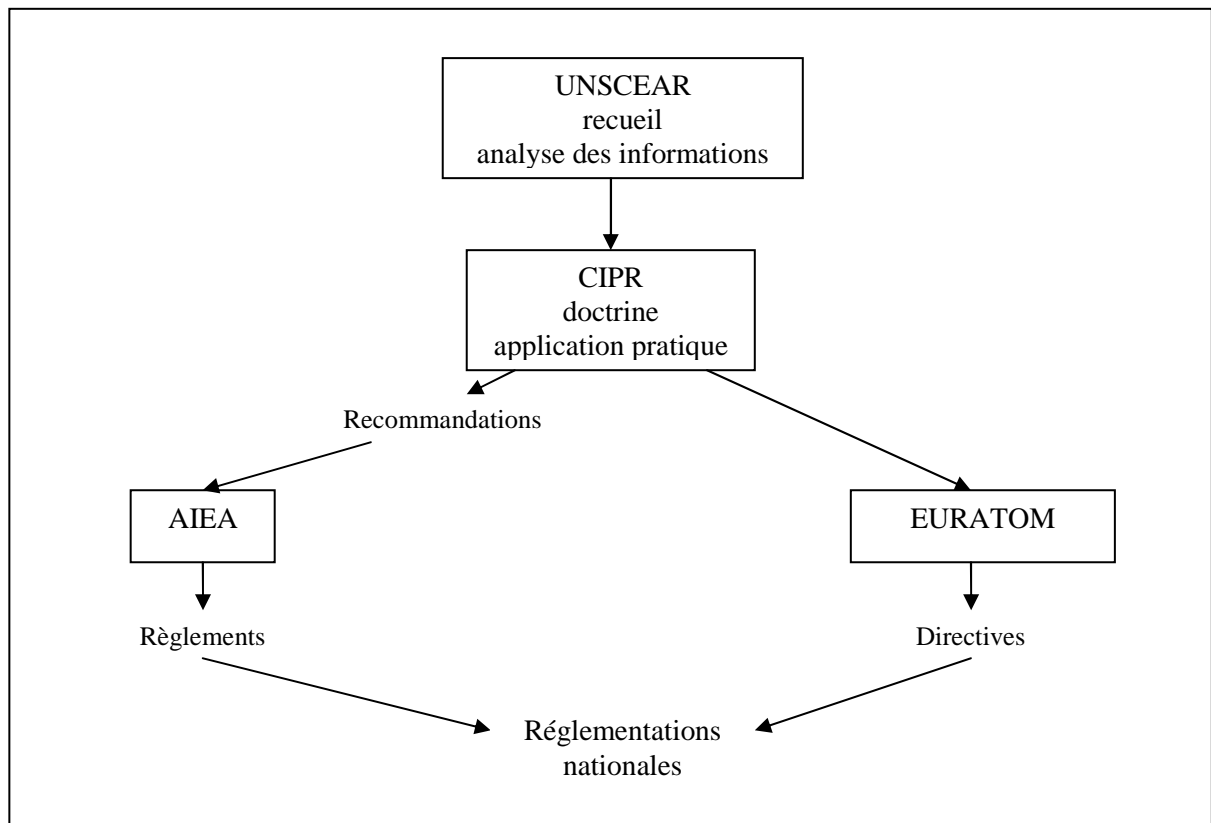 UNSCEAR
recueil
analyse des informations
CIPR
doctrine
application pratique
Recommandations
AIEA
EURATOM
Règlements
Directives
Réglementations
nationales